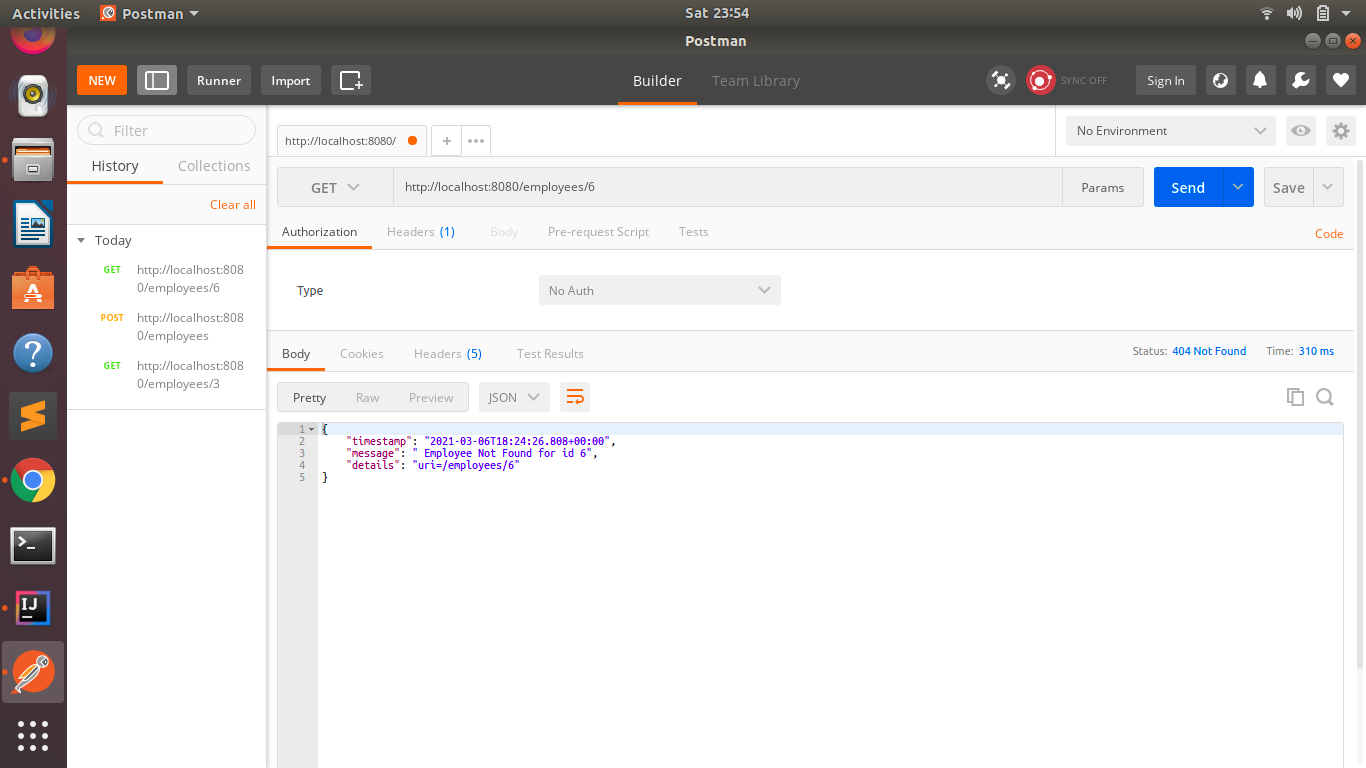 Activities Postman Sat 23:54
Postman
NEW Runner Import Builder Team Library SYNC OFF Sign In
Filter
History Collections
Clear all
Today
GET http://localhost:808
0/employees/6
POST http://localhost:808
0/employees
GET http://localhost:808
0/employees/3
http://localhost:8080/ + ••• No Environment
GET http://localhost:8080/employees/6 Params Send Save
Authorization Headers (1) Body Pre-request Script Tests Code
Type No Auth
Body Cookies Headers (5) Test Results Status: 404 Not Found Time: 310 ms
Pretty Raw Preview JSON
1 {
2 "timestamp": "2021-03-06T18:24:26.808+00:00",
3 "message": " Employee Not Found for id 6",
4 "details": "uri=/employees/6"
5 }
IJ